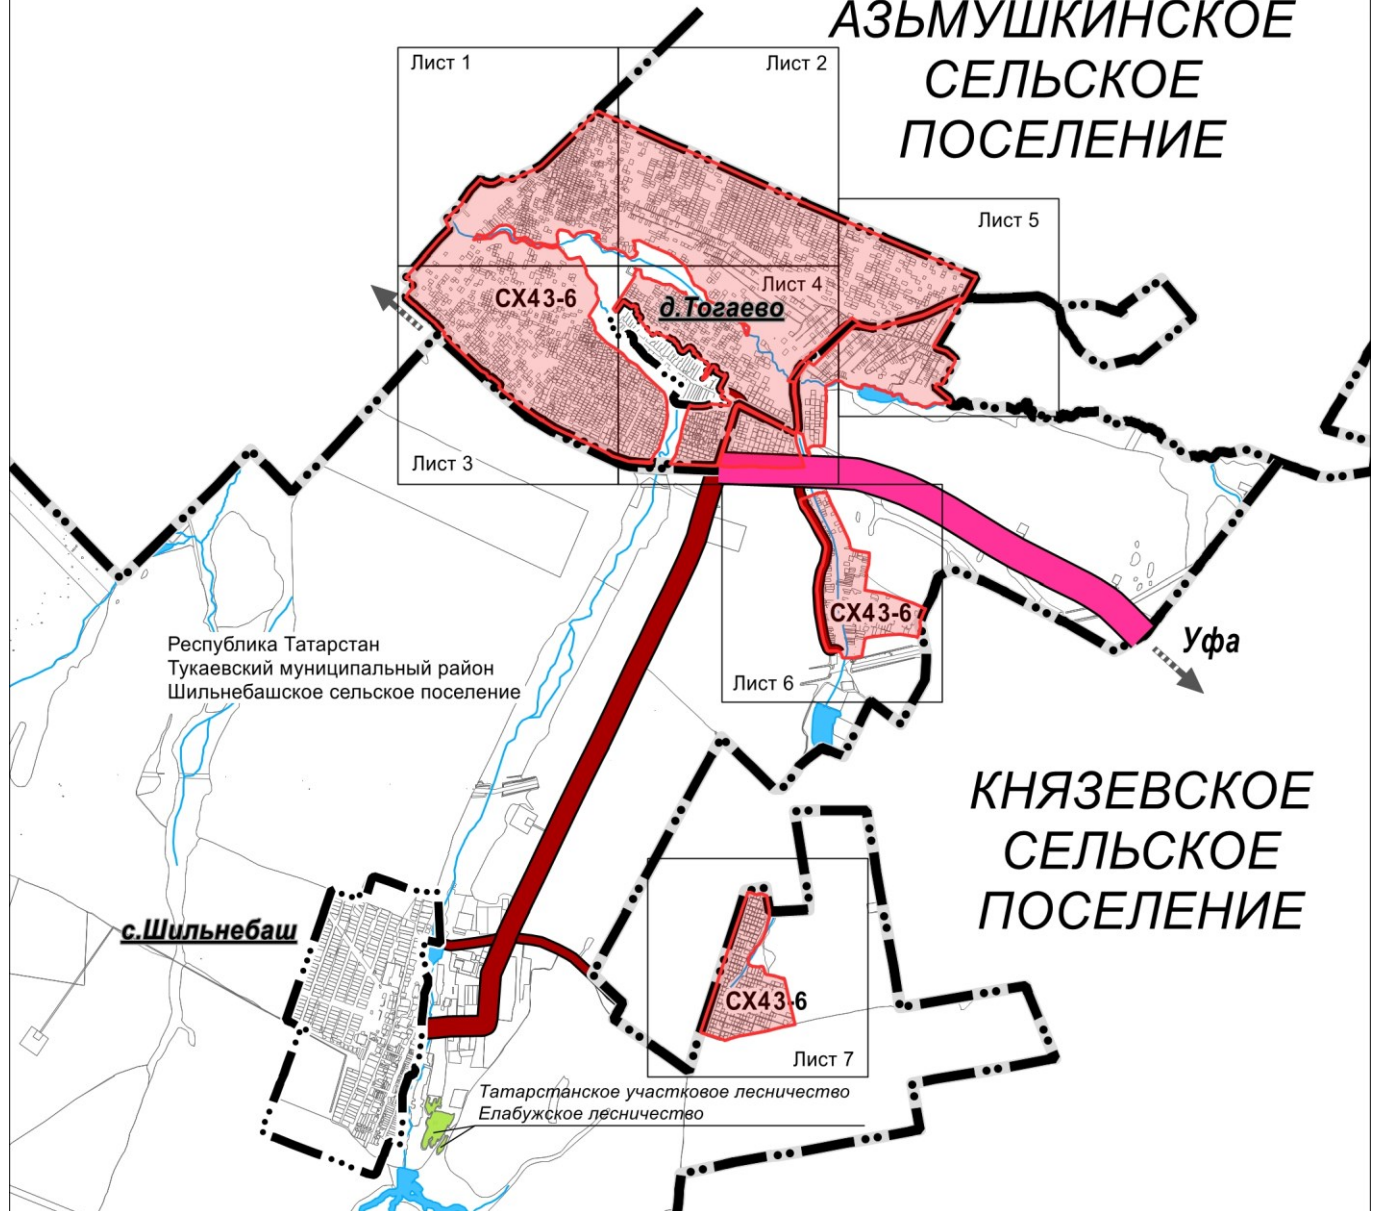 АЗЬМУШКИНСКОЕ
СЕЛЬСКОЕ
ПОСЕЛЕНИЕ
Лист 1
Лист 2
Лист 5
Лист 4
СХ43-6
д.Тогаево
Лист 3
СХ43-6
Уфа
Республика Татарстан
Тукаевский муниципальный район
Шильнебашское сельское поселение
Лист 6
КНЯЗЕВСКОЕ
СЕЛЬСКОЕ
ПОСЕЛЕНИЕ
с.Шильнебаш
СХ43-6
Лист 7
Татарстанское участковое лесничество
Елабужское лесничество